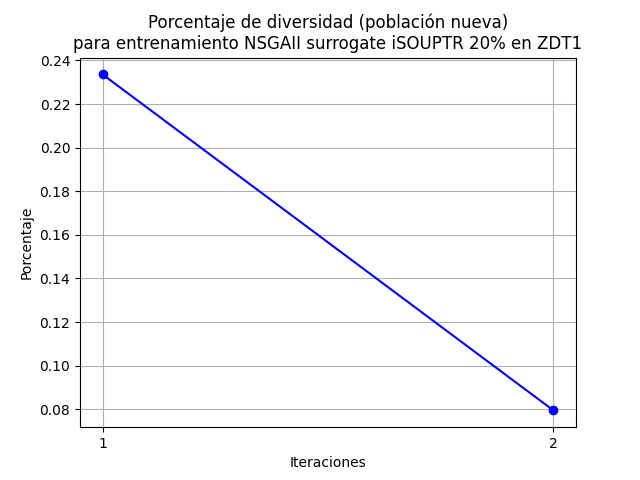 Porcentaje de diversidad (población nueva)
para entrenamiento NSGAII surrogate iSOUPTR 20% en ZDT1
0.24
0.22
0.20
0.18
0.16
0.14
0.12
0.10
0.08
Porcentaje
1
2
Iteraciones